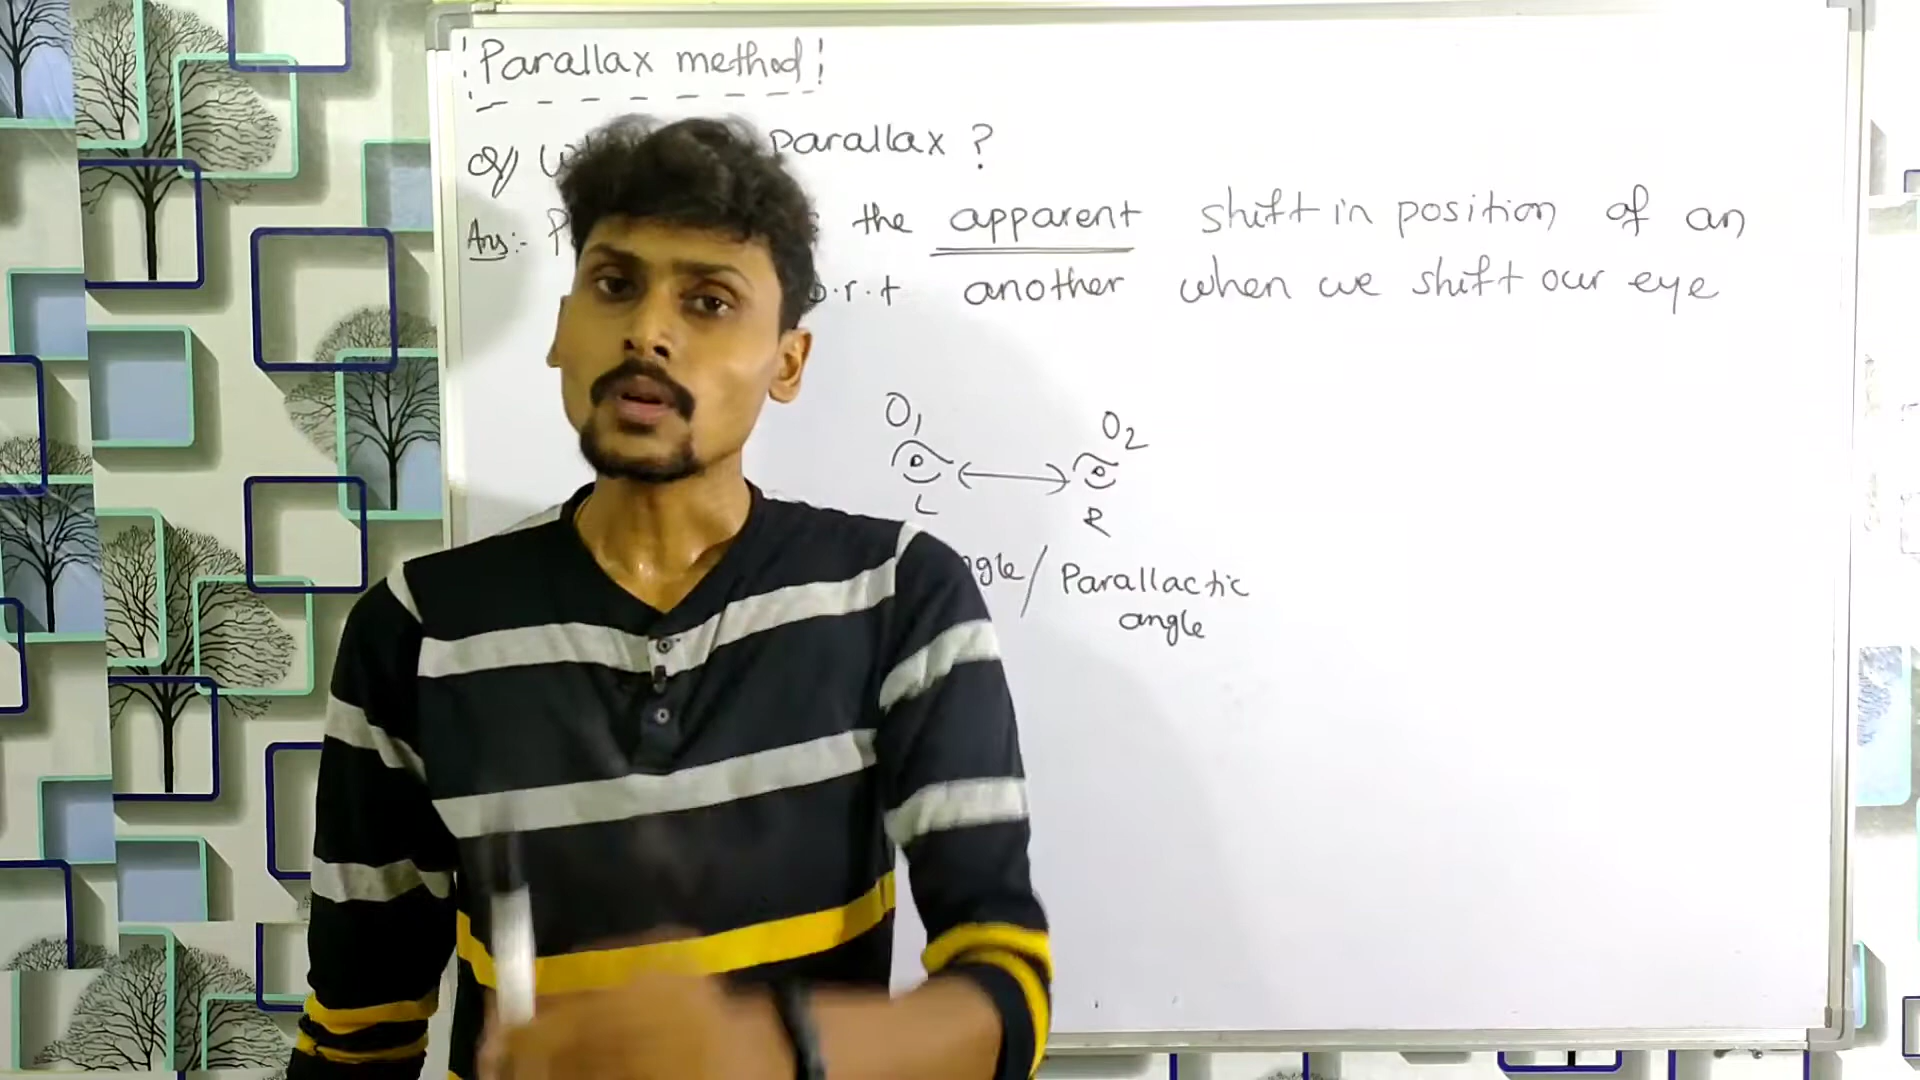 Parallax method
Q) parallax ?
Ans:- the apparent shift in position of an
w.r.t another when we shift our eye
O1 O2
L R
angle / Parallactic
angle